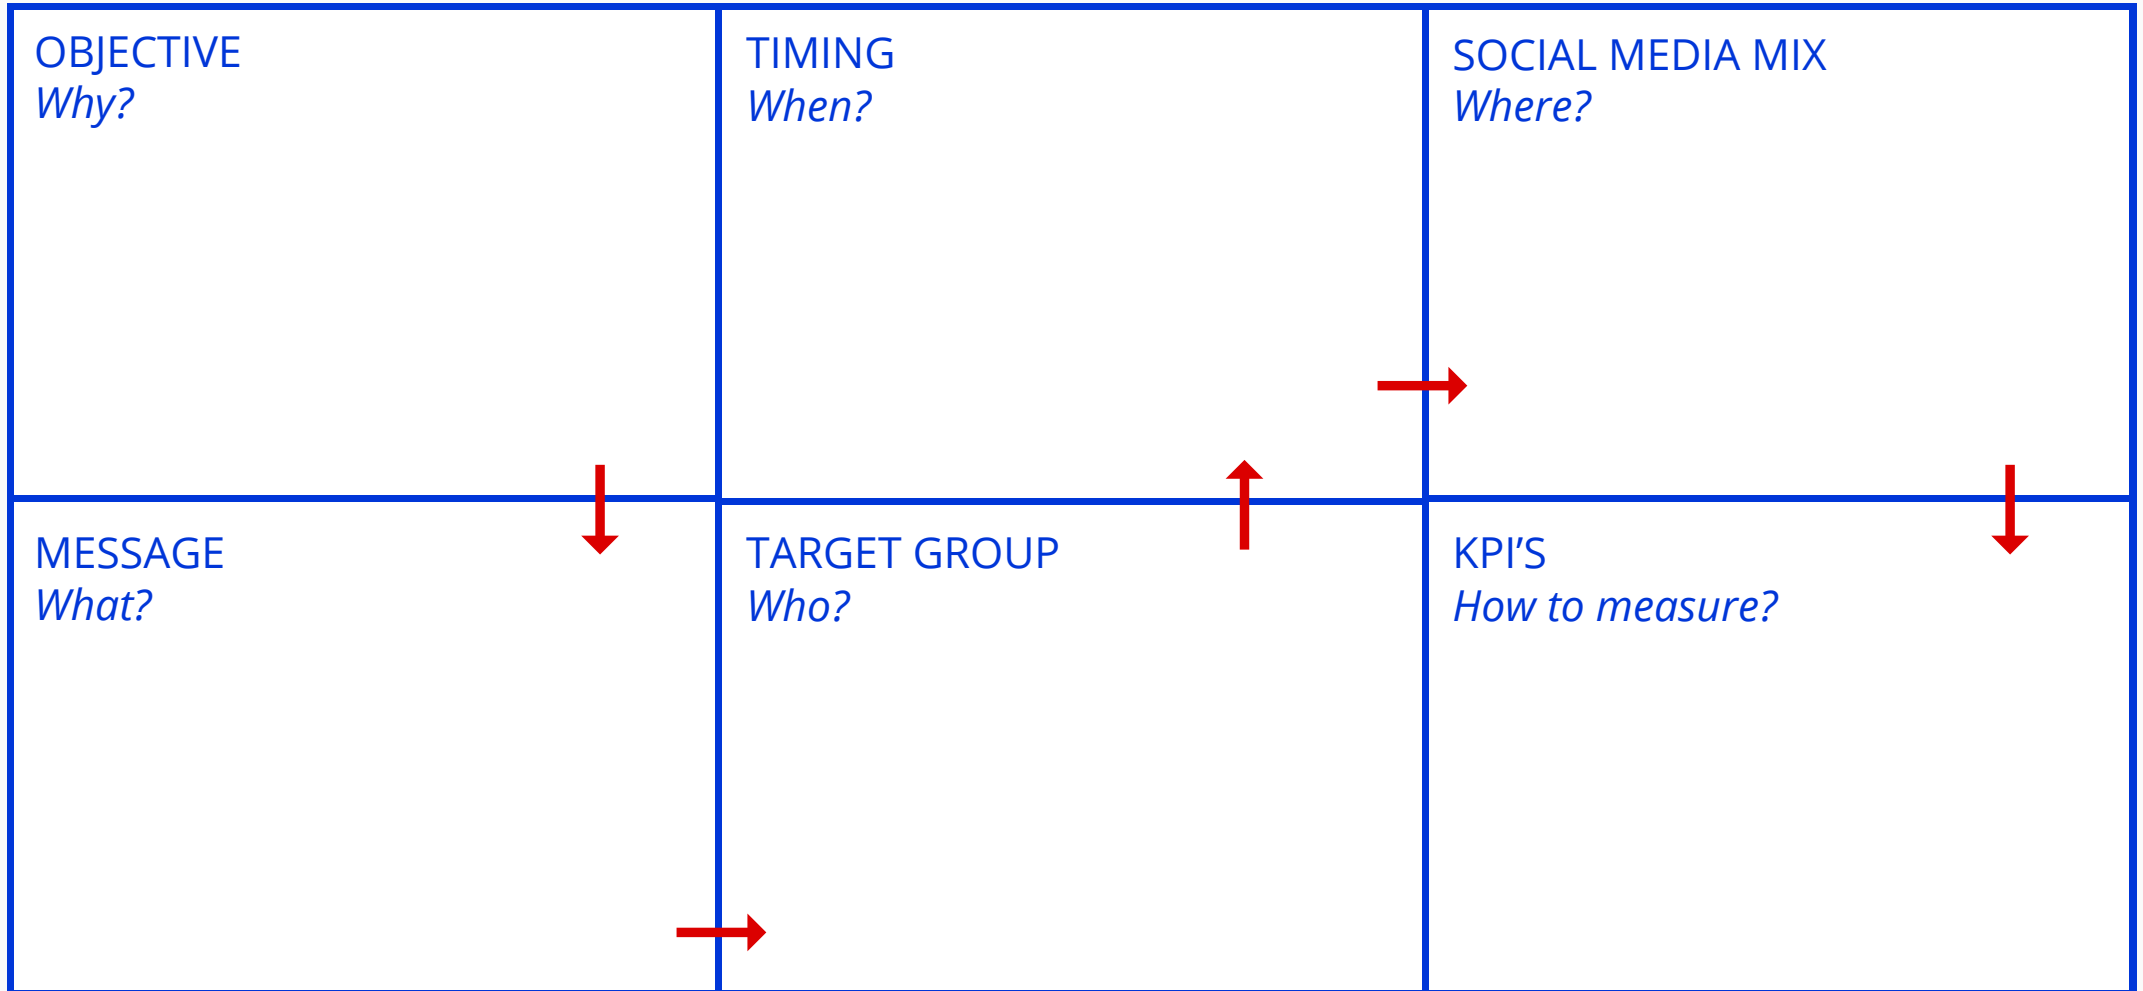 OBJECTIVE
Why?
TIMING
When?
SOCIAL MEDIA MIX
Where?
MESSAGE
What?
TARGET GROUP
Who?
KPI’S
How to measure?